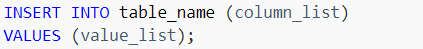 INSERT INTO table_name (column_list)
VALUES (value_list);